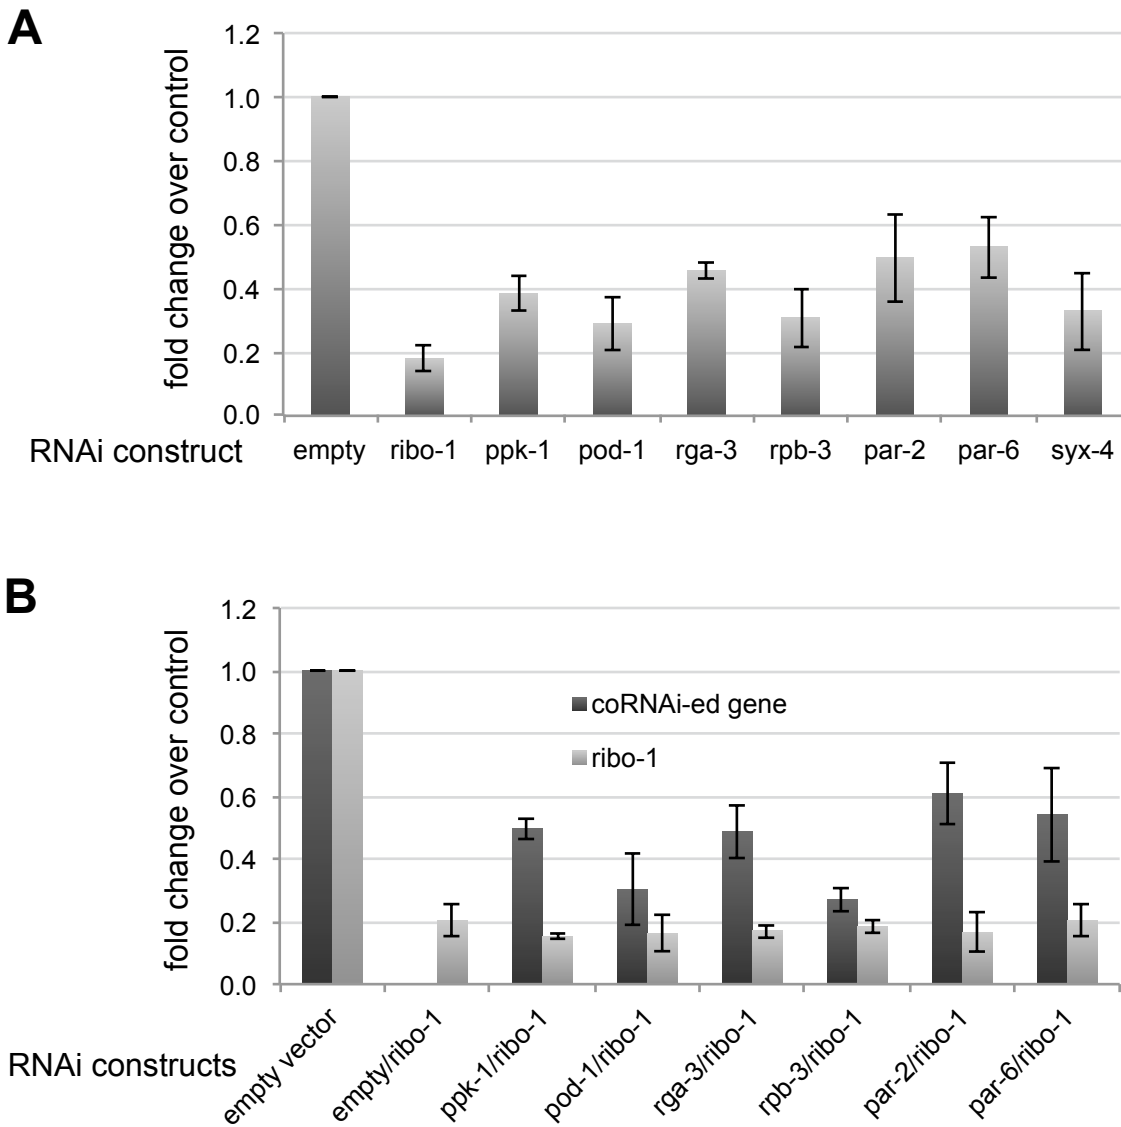 A
fold change over control
1.2
1.0
0.8
0.6
0.4
0.2
0.0
RNAi construct empty ribo-1 ppk-1 pod-1 rga-3 rpb-3 par-2 par-6 syx-4
B
fold change over control
1.2
1.0
0.8
0.6
0.4
0.2
0.0
coRNAi-ed gene
ribo-1
RNAi constructs
empty vector
empty/ribo-1
ppk-1/ribo-1
pod-1/ribo-1
rga-3/ribo-1
rpb-3/ribo-1
par-2/ribo-1
par-6/ribo-1